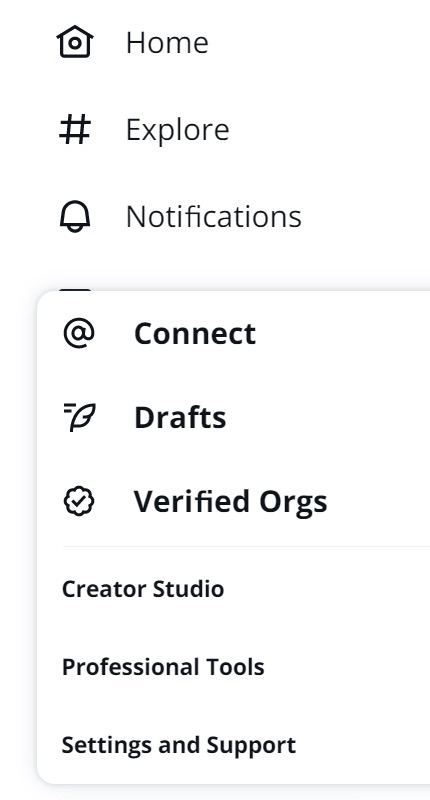 Home
Explore
Notifications
Connect
Drafts
Verified Orgs
Creator Studio
Professional Tools
Settings and Support